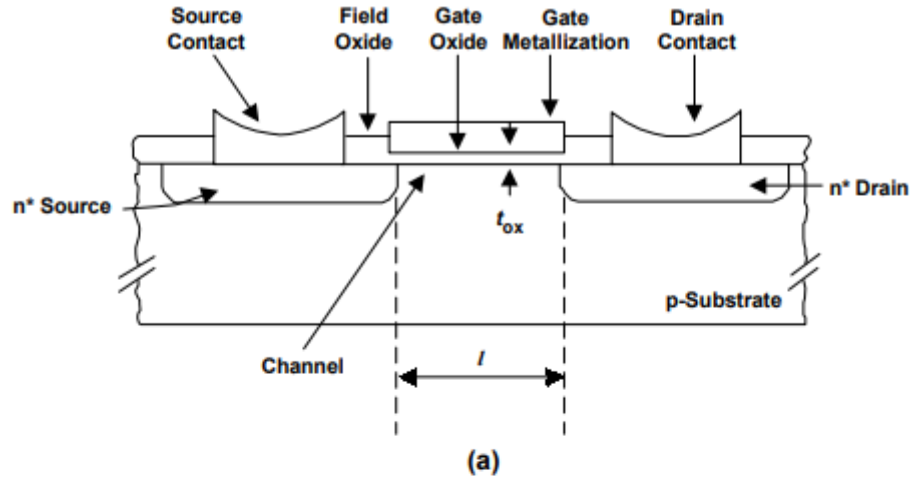 Source
Contact
Field
Oxide
Gate
Oxide
Gate
Metallization
Drain
Contact
n* Source
n* Drain
tox
p-Substrate
Channel
l
(a)